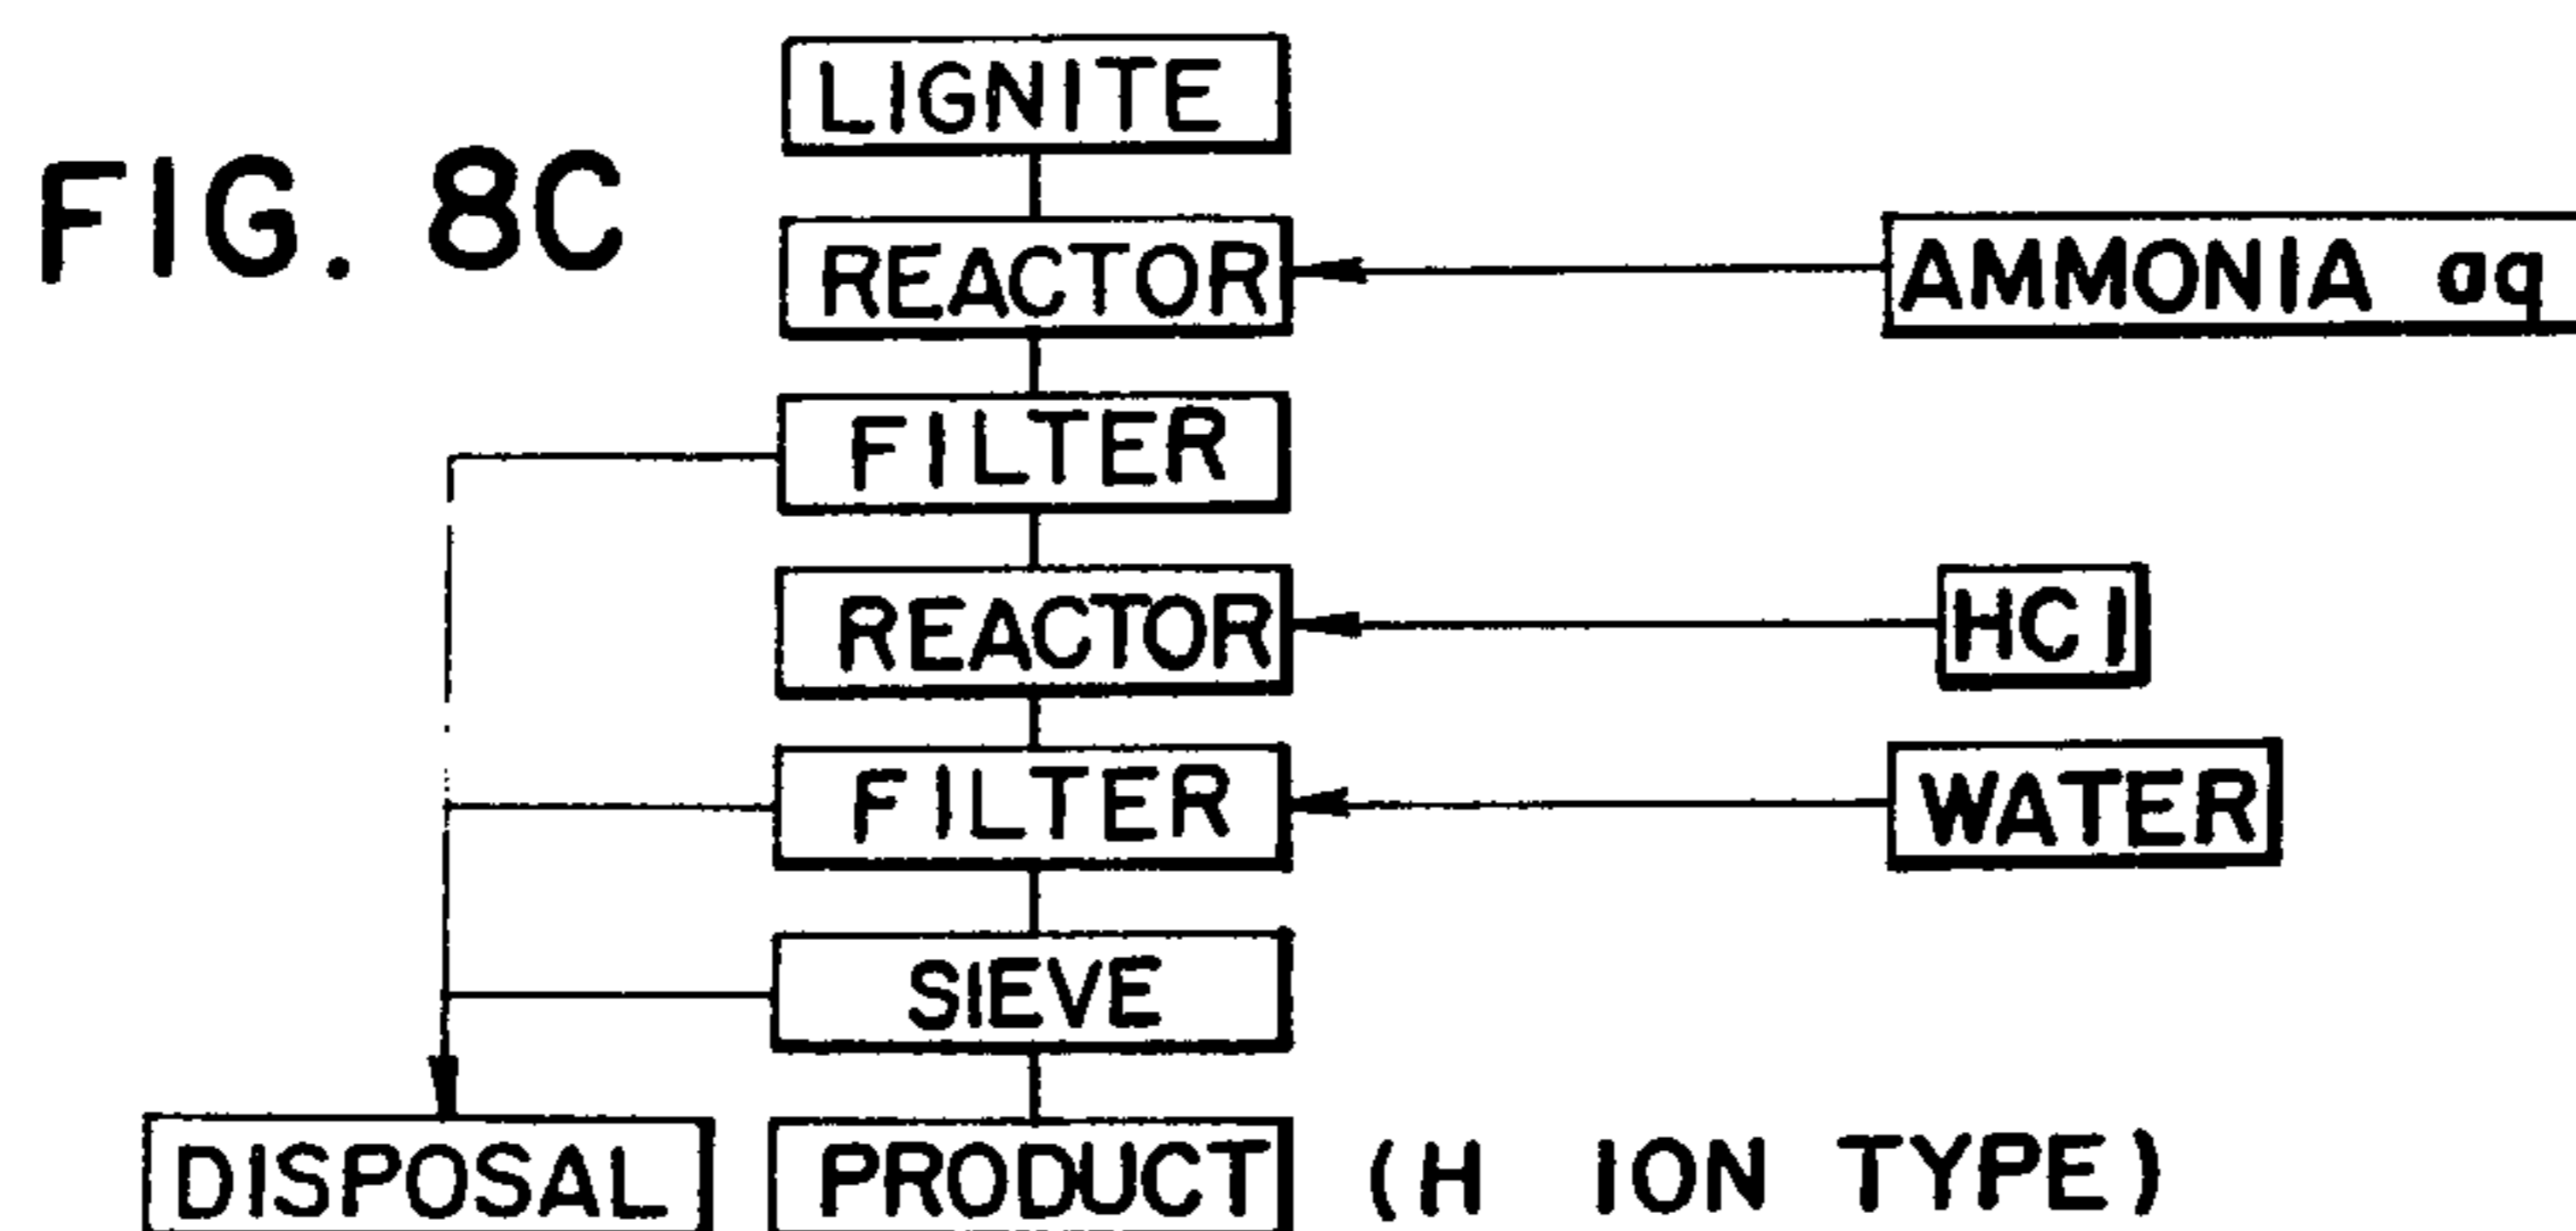 LIGNITE
FIG. 8C
REACTOR
AMMONIA aq
FILTER
REACTOR
HCl
FILTER
WATER
SIEVE
DISPOSAL
PRODUCT (H ION TYPE)